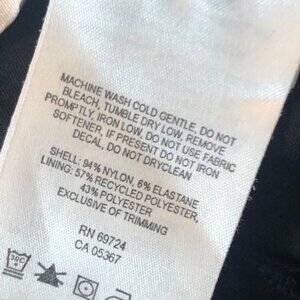 MACHINE WASH COLD GENTLE, DO NOT
BLEACH, TUMBLE DRY LOW, REMOVE
PROMPTLY, IRON LOW, DO NOT USE FABRIC
SOFTENER, IF PRESENT DO NOT IRON
DECAL, DO NOT DRYCLEAN
SHELL: 94% NYLON, 6% ELASTANE
LINING: 57% RECYCLED POLYESTER,
43% POLYESTER
EXCLUSIVE OF TRIMMING
RN 69724
CA 05367
30C